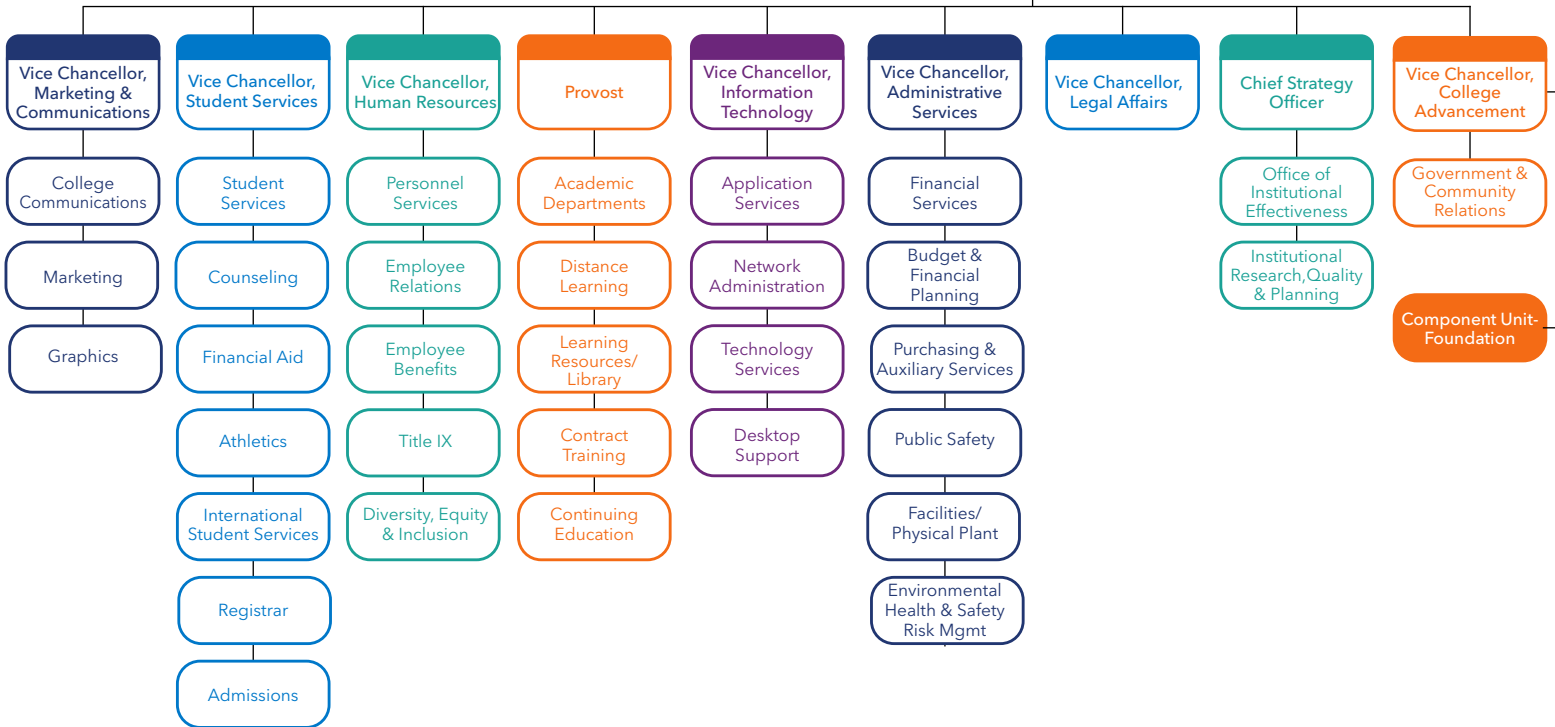 Vice Chancellor,
Marketing &
Communications
College
Communications
Marketing
Graphics
Vice Chancellor,
Student Services
Student
Services
Counseling
Financial Aid
Athletics
International
Student Services
Registrar
Admissions
Vice Chancellor,
Human Resources
Personnel
Services
Employee
Relations
Employee
Benefits
Title IX
Diversity, Equity
& Inclusion
Provost
Academic
Departments
Distance
Learning
Learning
Resources/
Library
Contract
Training
Continuing
Education
Vice Chancellor,
Information
Technology
Application
Services
Network
Administration
Technology
Services
Desktop
Support
Vice Chancellor,
Administrative
Services
Financial
Services
Budget &
Financial
Planning
Purchasing &
Auxiliary Services
Public Safety
Facilities/
Physical Plant
Environmental
Health & Safety
Risk Mgmt
Vice Chancellor,
Legal Affairs
Chief Strategy
Officer
Office of
Institutional
Effectiveness
Institutional
Research,Quality
& Planning
Vice Chancellor,
College
Advancement
Government &
Community
Relations
Component Unit-
Foundation